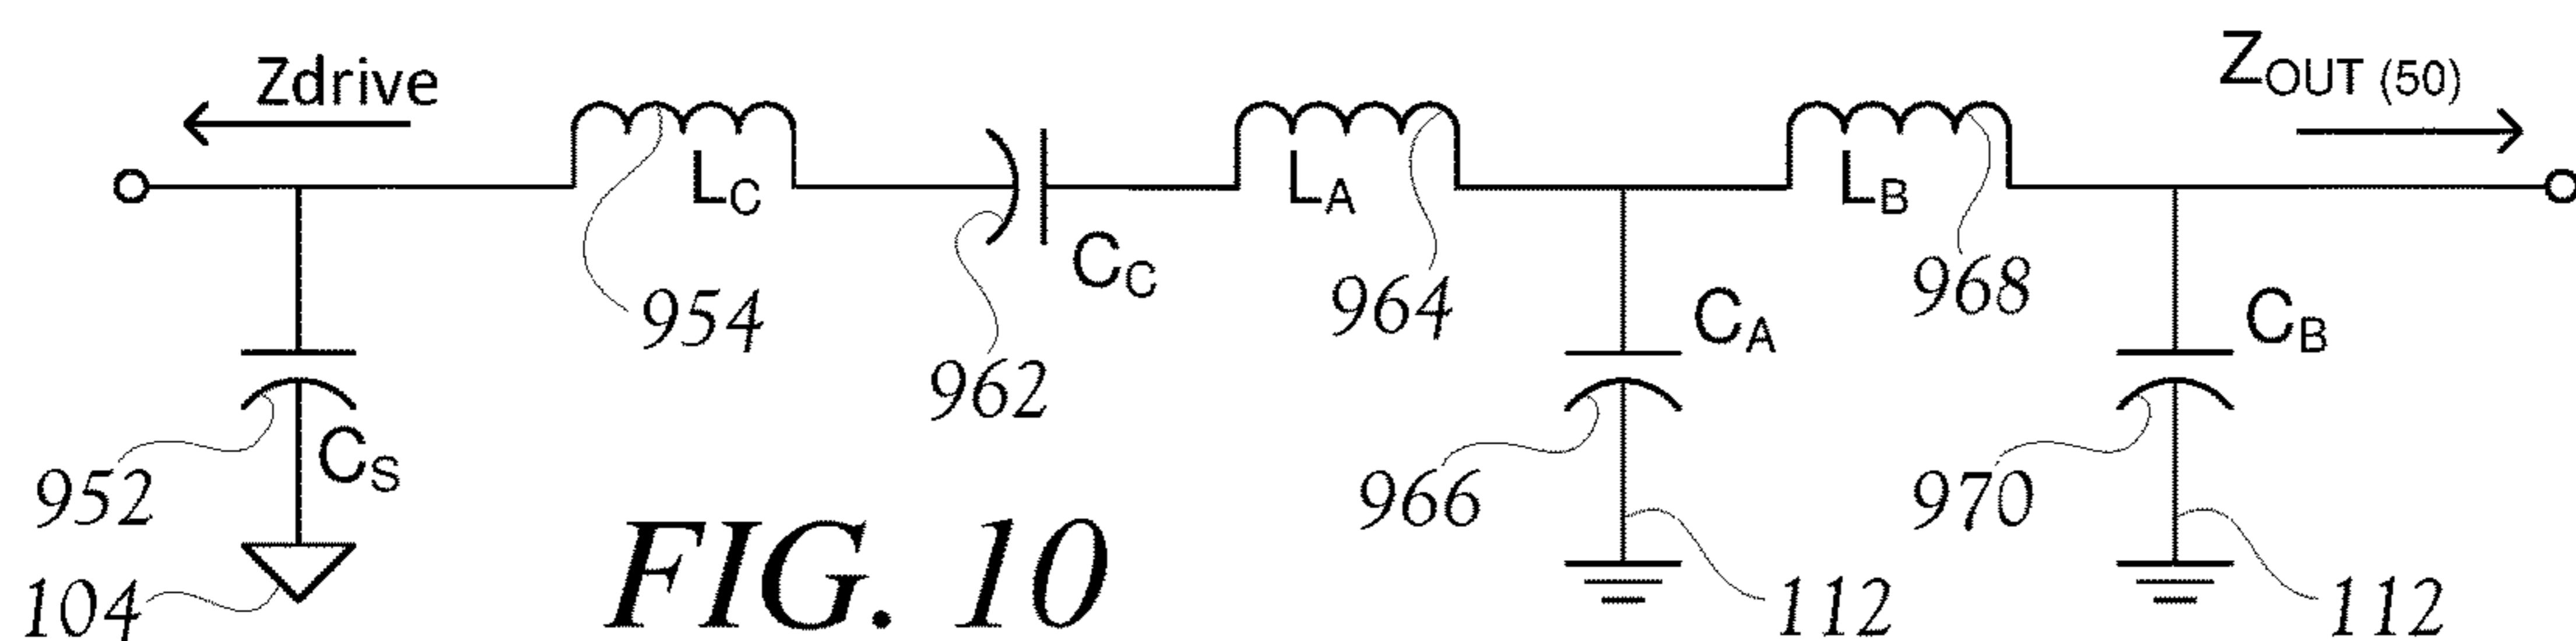 Zdrive
ZOUT (50)
LC
CC
LA
LB
954
962
964
968
CA
CB
CS
952
966
970
104
112
112
FIG. 10